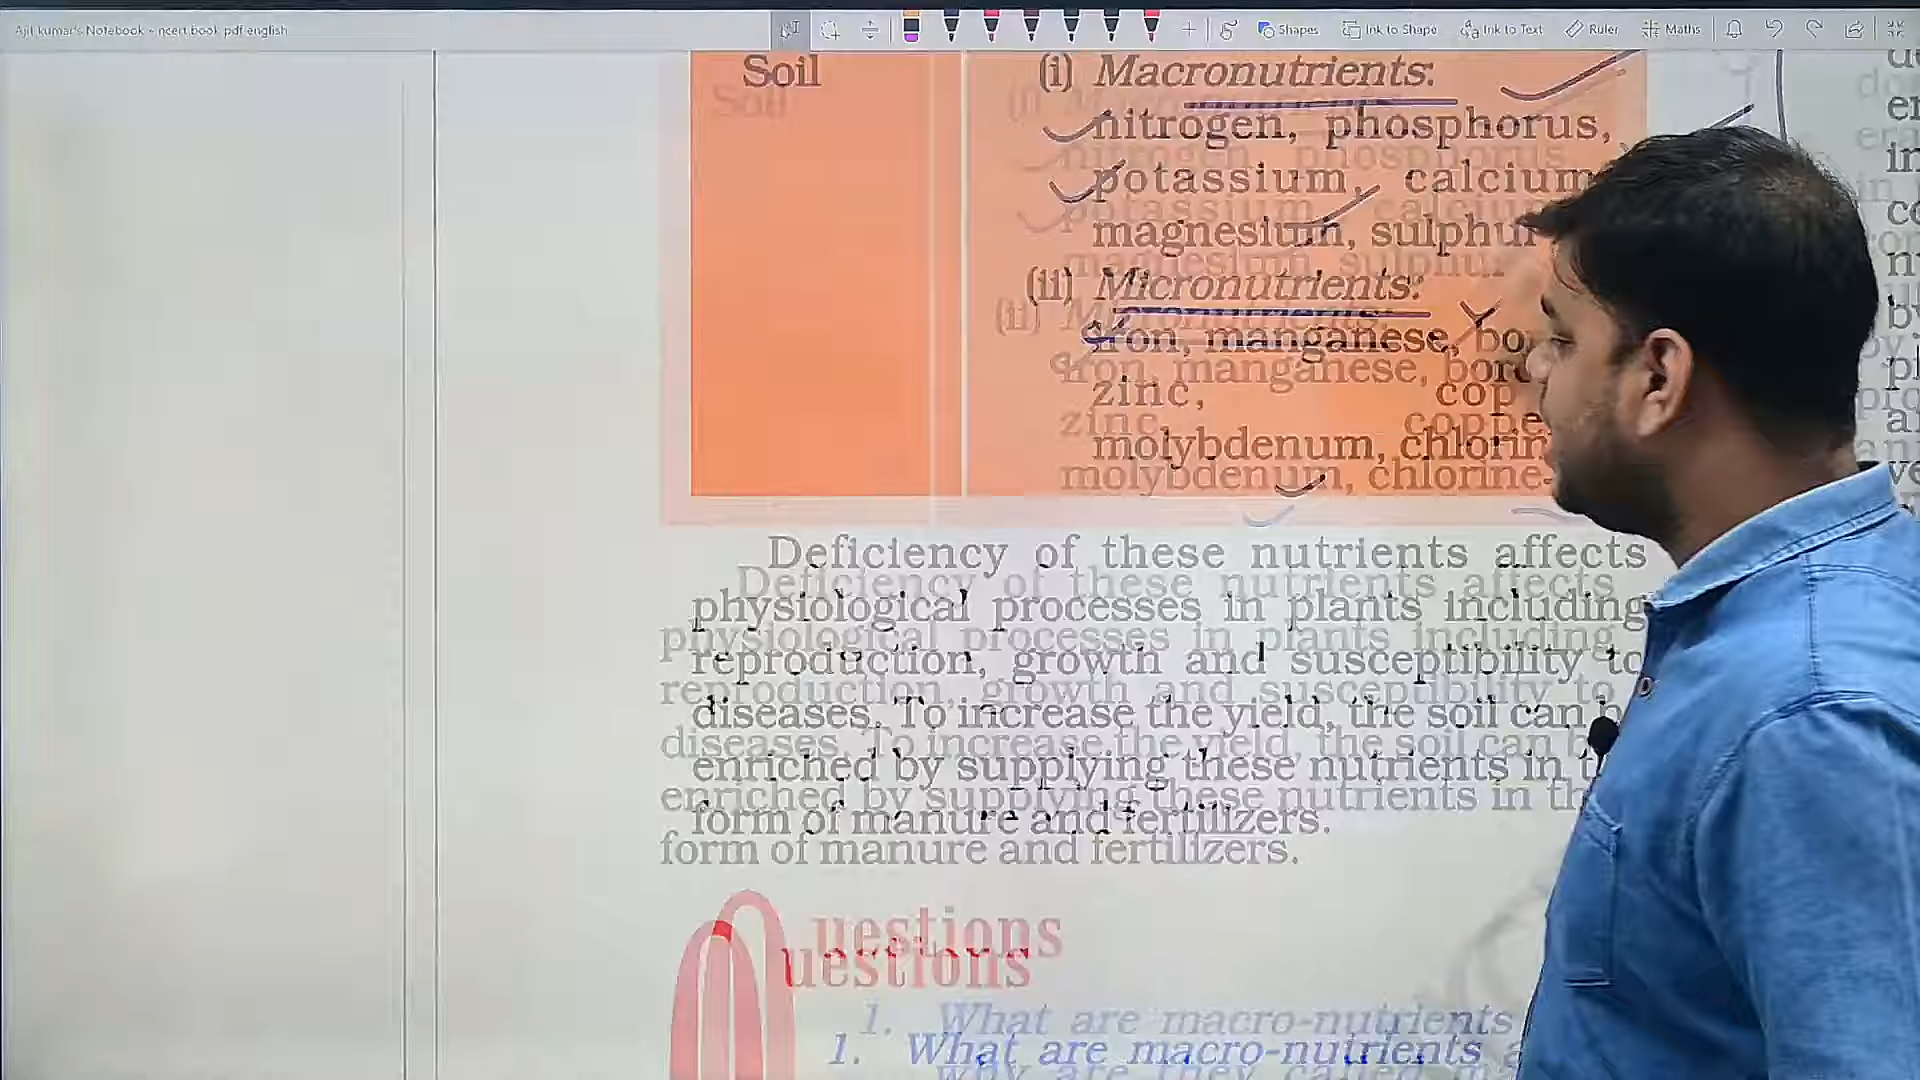 Ajit kumar's Notebook - ncert book pdf english
Shapes
Ink to Shape
Ink to Text
Ruler
Maths
Soil
(i) Macronutrients:
nitrogen, phosphorus,
potassium, calcium
magnesium, sulphur
(ii) Micronutrients:
iron, manganese,
zinc,
molybdenum,
Deficiency of these nutrients affects
physiological processes in plants including
reproduction, growth and susceptibility to
diseases. To increase the yield, the soil can
enriched by supplying these nutrients in
form of manure and fertilizers.
Questions
1. What are macro-nutrients